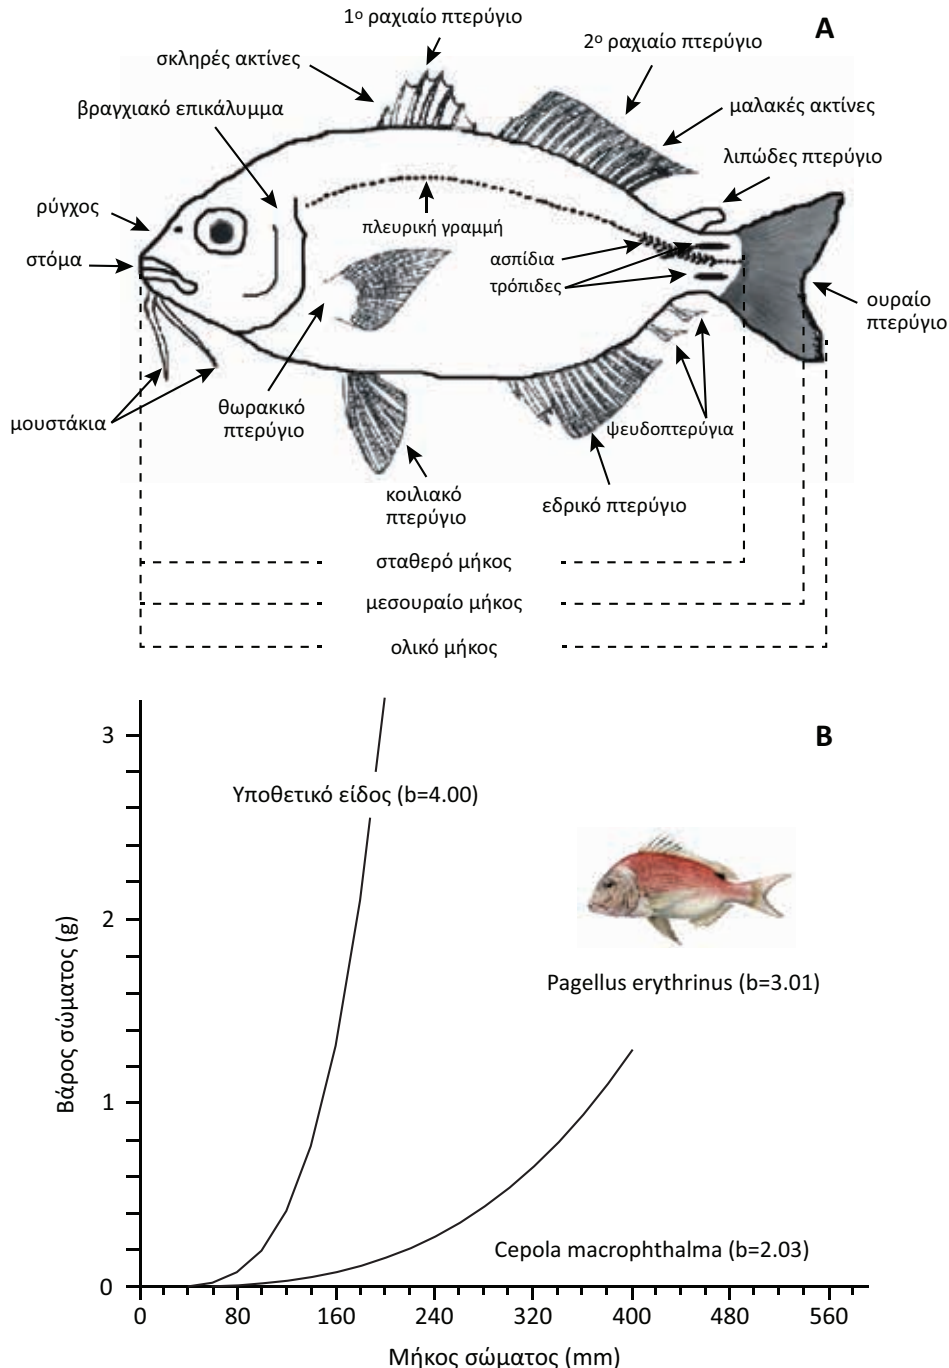 1ο ραχιαίο πτερύγιο
A
2ο ραχιαίο πτερύγιο
σκληρές ακτίνες
μαλακές ακτίνες
βραγχιακό επικάλυμμα
λιπώδες πτερύγιο
ρύγχος
πλευρική γραμμή
στόμα
ασπίδια
τρόπιδες
ουραίο
πτερύγιο
μουστάκια
θωρακικό
πτερύγιο
ψευδοπτερύγια
κοιλιακό
πτερύγιο
εδρικό πτερύγιο
σταθερό μήκος
μεσουραίο μήκος
ολικό μήκος
B
3
Υποθετικό είδος (b=4.00)
2
Pagellus erythrinus (b=3.01)
Βάρος σώματος (g)
1
Cepola macrophthalma (b=2.03)
0
0 80 160 240 320 400 480 560
Μήκος σώματος (mm)